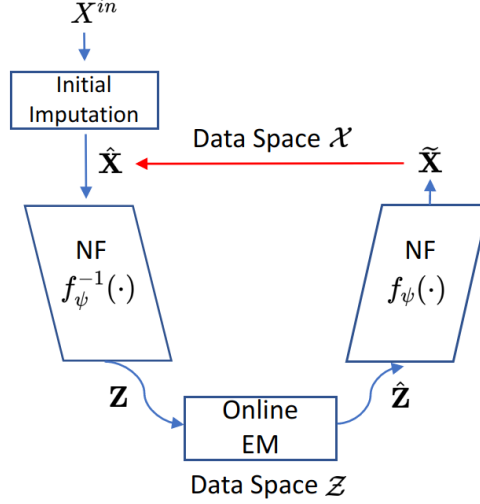 X^{in}
Initial
Imputation
Data Space 𝒳
X̂
X̃
NF
f_ψ^{-1}(·)
NF
f_ψ(·)
Z
Online
EM
Ẑ
Data Space 𝒵